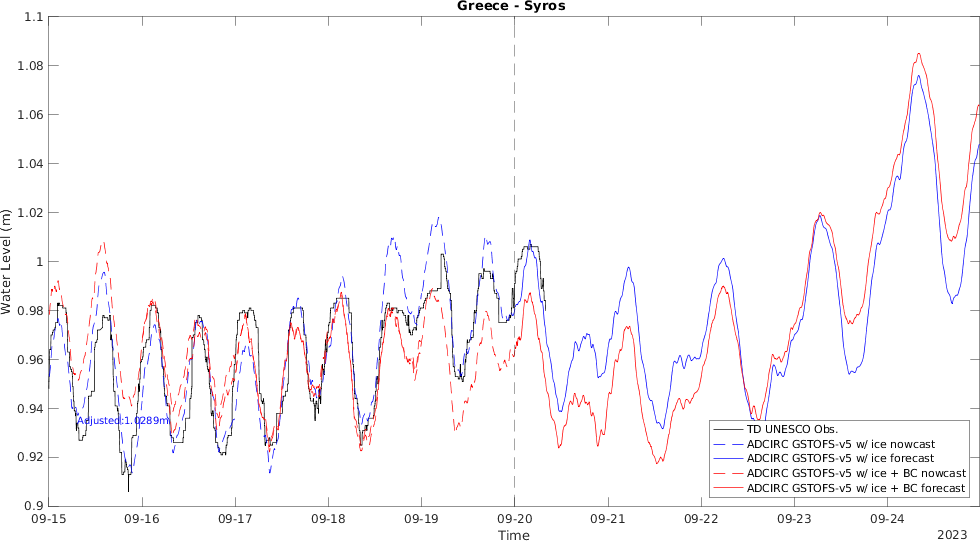 Greece - Syros
1.1
1.08
1.06
1.04
1.02
1
0.98
0.96
0.94
0.92
0.9
Water Level (m)
Adjusted:1.0289m
TD UNESCO Obs.
ADCIRC GSTOFS-v5 w/ ice nowcast
ADCIRC GSTOFS-v5 w/ ice forecast
ADCIRC GSTOFS-v5 w/ ice + BC nowcast
ADCIRC GSTOFS-v5 w/ ice + BC forecast
09-15 09-16 09-17 09-18 09-19 09-20 09-21 09-22 09-23 09-24
Time
2023